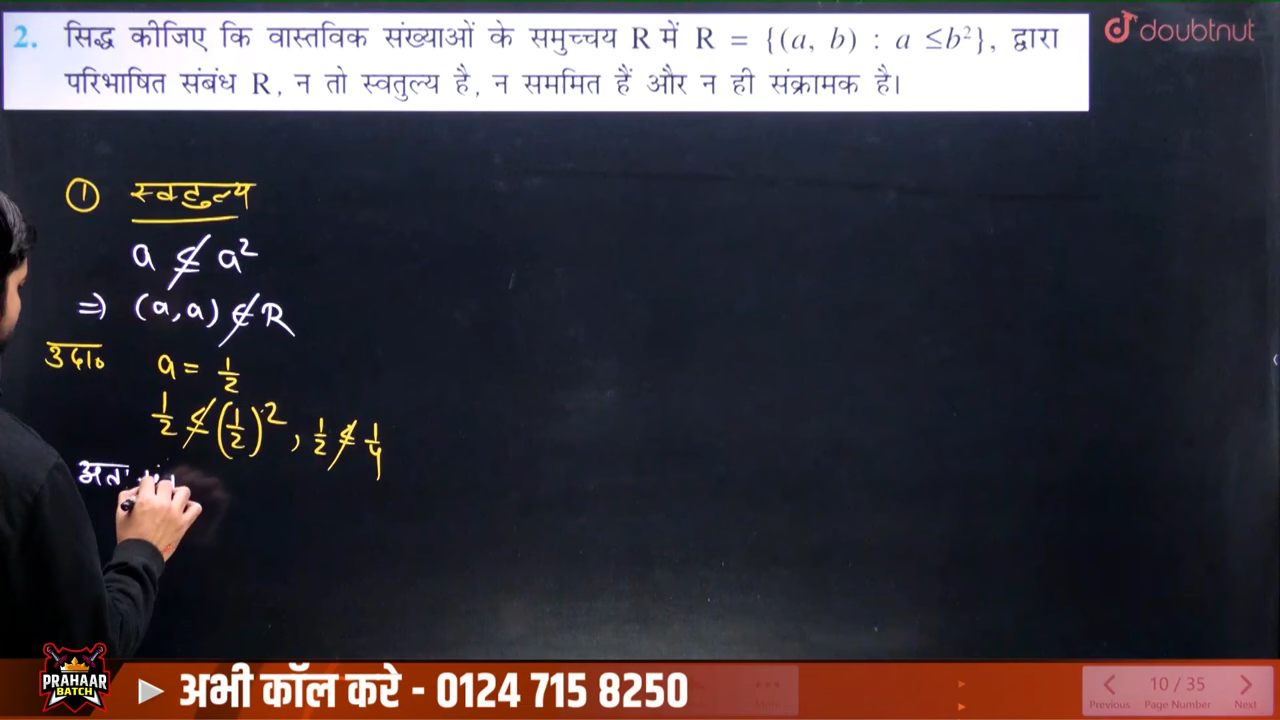 2. सिद्ध कीजिए कि वास्तविक संख्याओं के समुच्चय R में R = {(a, b) : a ≤b²}, द्वारा
परिभाषित संबंध R, न तो स्वतुल्य है, न सममित हैं और न ही संक्रामक है।
doubtnut
① स्वतुल्य
a ≰ a²
⇒ (a,a) ∉ R
उदा० a = 1/2
1/2 ≰ (1/2)², 1/2 ≰ 1/4
अतः
PRAHAAR
BATCH
अभी कॉल करे - 0124 715 8250
10 / 35
Previous Page Number Next